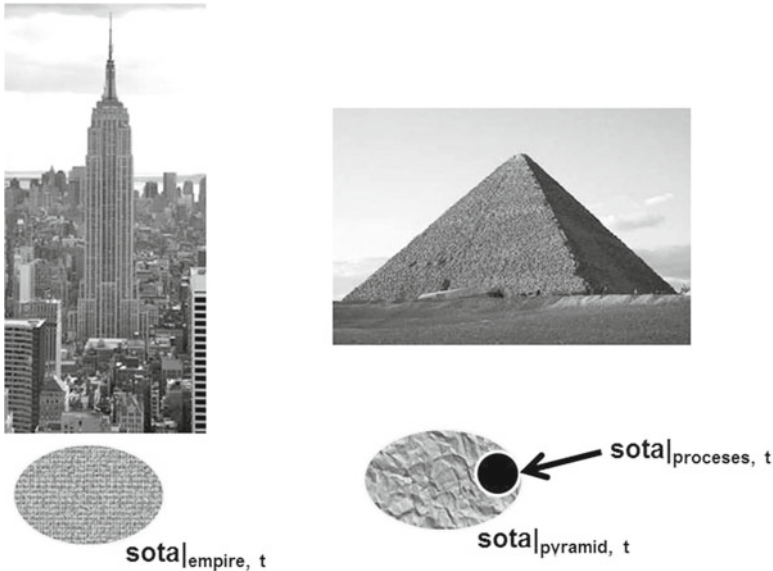 sota|proceses, t
sota|empire, t
sota|pyramid, t